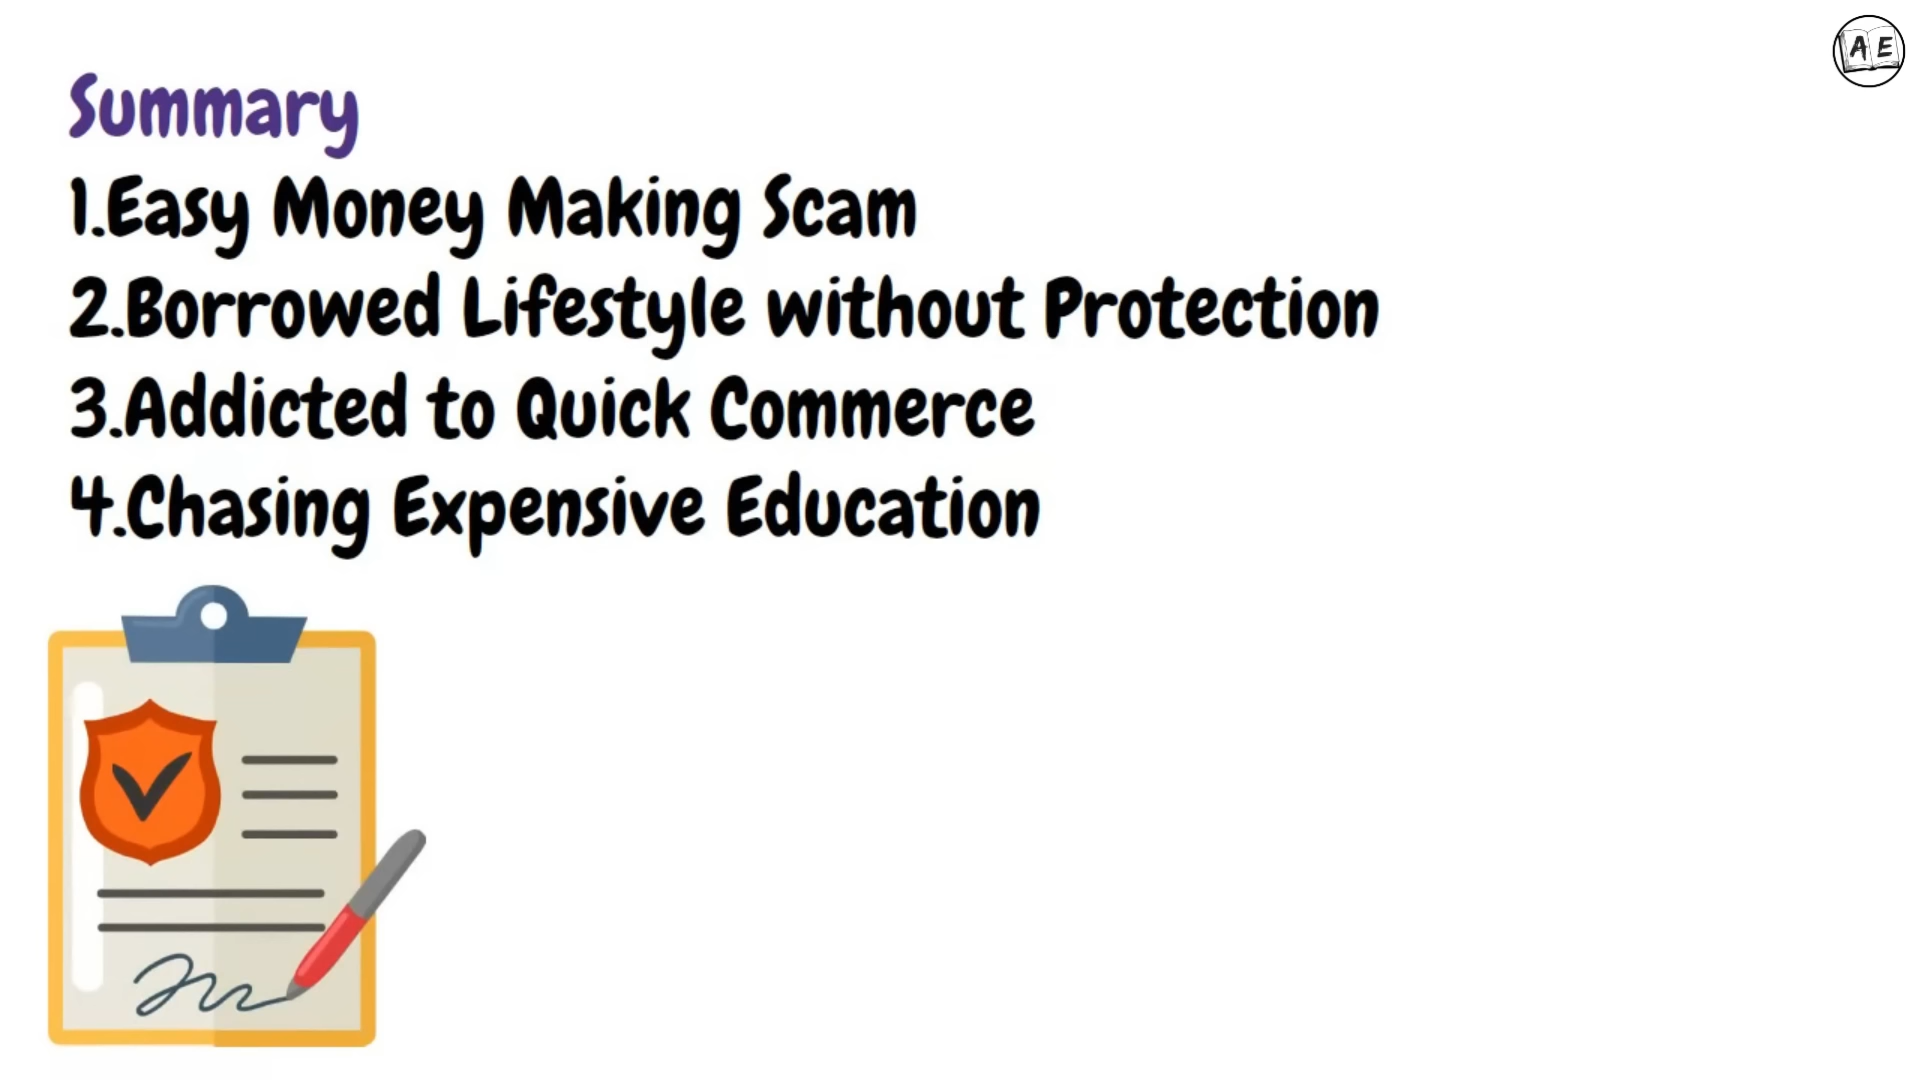 A E
Summary
1.Easy Money Making Scam
2.Borrowed Lifestyle without Protection
3.Addicted to Quick Commerce
4.Chasing Expensive Education